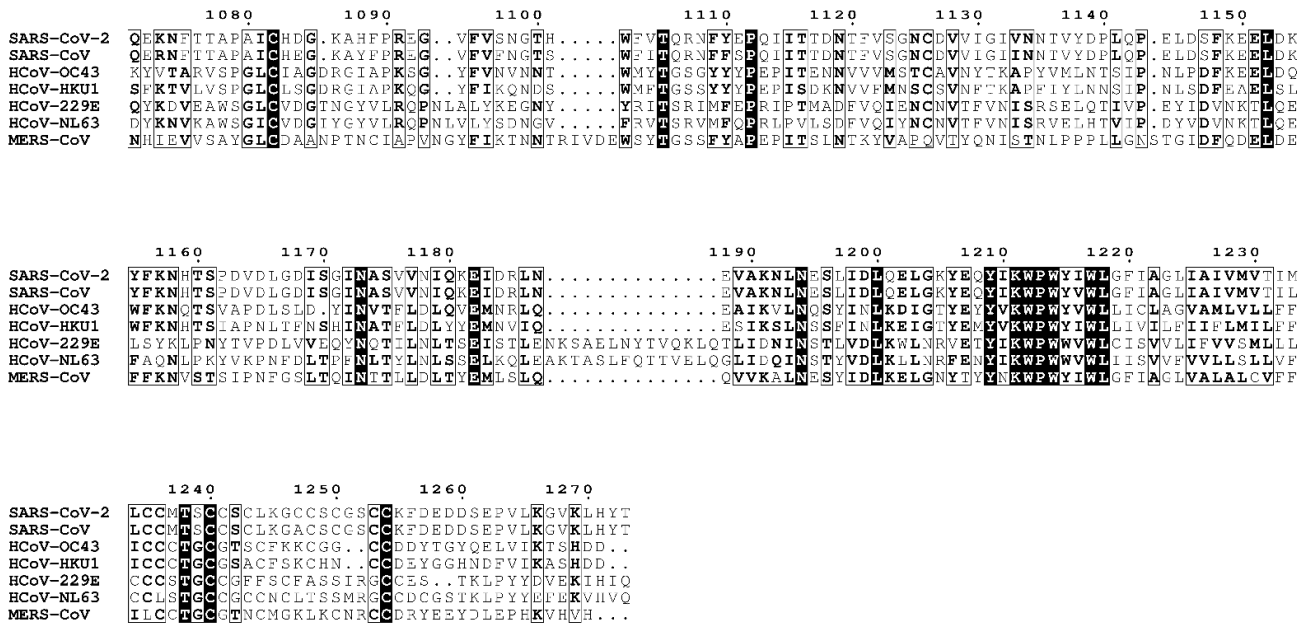 1080 1090 1100 1110 1120 1130 1140 1150
SARS-CoV-2 QEKNFTTAPAICHDG.KAHFPREG..VFVSNGTH.....WFVTQRNFYEPQIITTDNTFVSGNCDVVIGIVNNTVYDPLQP.ELDSFKEELDK
SARS-CoV QERNFTTAPAICHEG.KAYFPREG..VFVFNGTS.....WFITQRNFFSPQIITTDNTFVSGNCDVVIGIINNTVYDPLQP.ELDSFKEELDK
HCoV-OC43 KYVTARVSPGLCIAGDRGIAPKSG..YFVNVNNT.....WMYTGSGYYYPEPITENNVVVMSTCAVNYTKAPYVMLNTSIP.NLPDFKEELDQ
HCoV-HKU1 SFKTVLVSPGLCLSGDRGIAPKQG..YFIKQNDS.....WMFTGSSYYYPEPISDKNVVFMNSCSVNFTKAPFIYLNNSIP.NLSDFEAELSL
HCoV-229E QYKDVEAWSGICVDGTNGYVLRQPNLALYKEGNY.....YRITSRIMFEPRIPTMADFVQIENCNVTFVNISRSELQTIVP.EYIDVNKTLQE
HCoV-NL63 DYKNVKAWSGICVDGIYGYVLRQPNLVLYSDNGV.....FRVTSRVMFQPRLPVLSDFVQIYNCNVTFVNISRVELHTVIP.DYVDVNKTLQE
MERS-CoV NHIEVVSAYGLCDAANPTNCIAPVNGYFIKTNNTRIVDEWSYTGSSFYAPEPITSLNTKYVAPQVTYQNISTNLPPPLLGNSTGIDFQDELDE
1160 1170 1180 1190 1200 1210 1220 1230
SARS-CoV-2 YFKNHTSPDVDLGDISGINASVVNIQKEIDRLN..............EVAKNLNESLIDLQELGKYEQYIKWPWYIWLGFIAGLIAIVMVTIM
SARS-CoV YFKNHTSPDVDLGDISGINASVVNIQKEIDRLN..............EVAKNLNESLIDLQELGKYEQYIKWPWYVWLGFIAGLIAIVMVTIL
HCoV-OC43 WFKNQTSVAPDLSLD.YINVTFLDLQVEMNRLQ..............EAIKVLNQSYINLKDIGTYEYYVKWPWYVWLLICLAGVAMLVLLFF
HCoV-HKU1 WFKNHTSIAPNLTFNSHINATFLDLYYEMNVIQ..............ESIKSLNSSFINLKEIGTYEMYVKWPWYIWLLIVILFIIFLMILFF
HCoV-229E LSYKLPNYTVPDLVVEQYNQTILNLTSEISTLENKSAELNYTVQKLQTLIDNINSTLVDLKWLNRVETYIKWPWWVWLCISVVLIFVVSMLLL
HCoV-NL63 FAQNLPKYVKPNFDLTPFNLTYLNLSSELKQLEAKTASLFQTTVELQGLIDQINSTYVDLKLLNRFENYIKWPWWVWLIISVVFVVLLSLLVF
MERS-CoV FFKNVSTSIPNFGSLTQINTTLLDLTYEMLSLQ..............QVVKALNESYIDLKELGNYTYYNKWPWYIWLGFIAGLVALALCVFF
1240 1250 1260 1270
SARS-CoV-2 LCCMTSCCSCLKGCCSCGSCCKFDEDDSEPVLKGVKLHYT
SARS-CoV LCCMTSCCSCLKGACSCGSCCKFDEDDSEPVLKGVKLHYT
HCoV-OC43 ICCCTGCGTSCFKKCGG..CCDDYTGYQELVIKTSHDD..
HCoV-HKU1 ICCCTGCGSACFSKCHN..CCDEYGGHNDFVIKASHDD..
HCoV-229E CCCSTGCCGFFSCFASSIRGCCES..TKLPYYDVEKIHIQ
HCoV-NL63 CCLSTGCCGCCNCLTSSMRGCCDCGSTKLPYYEFEKVHVQ
MERS-CoV ILCCTGCGTNCMGKLKCNRCCDRYEEYDLEPHKVHVH...